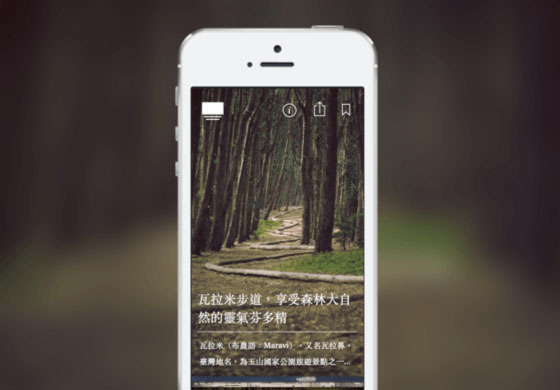 瓦拉米步道，享受森林大自
然的靈氣芬多精
瓦拉米（布農語：Maravi），又名瓦拉鼻，
臺灣地名，為玉山國家公園旅遊景點之一...